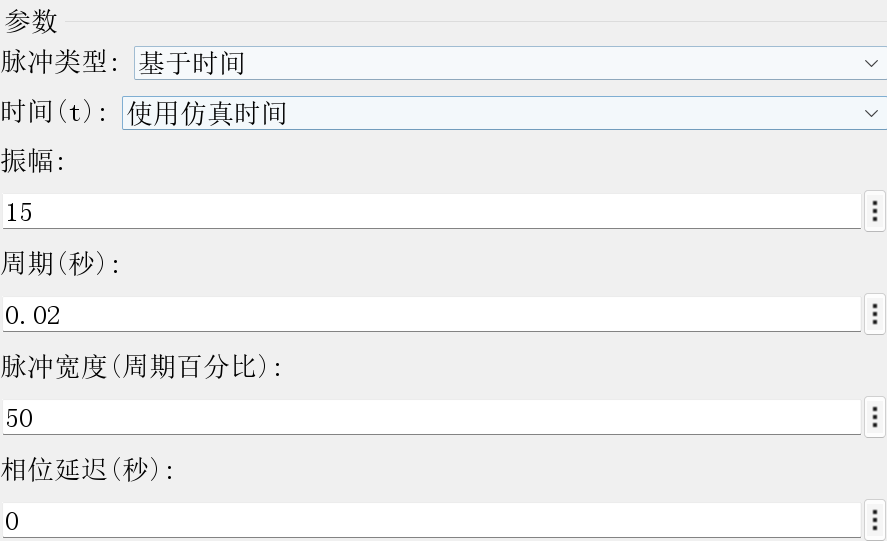 参数
脉冲类型: 基于时间
时间(t): 使用仿真时间
振幅:
15
周期(秒):
0.02
脉冲宽度(周期百分比):
50
相位延迟(秒):
0